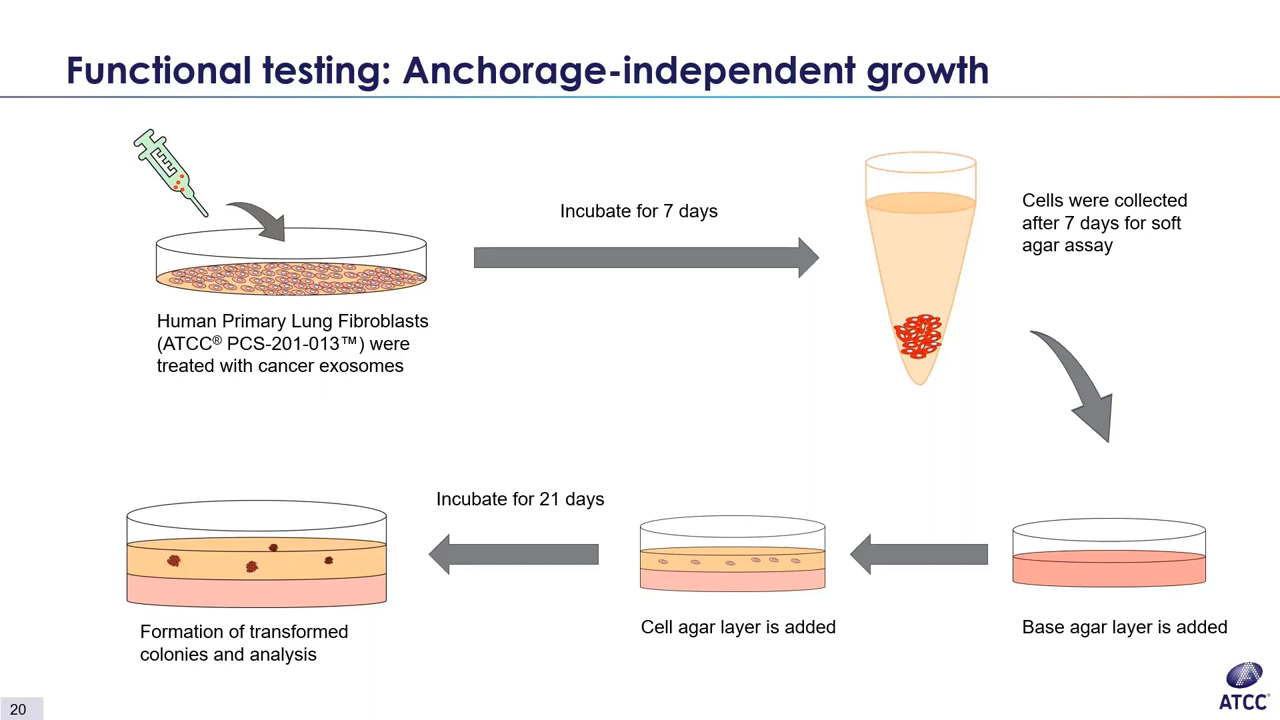 Functional testing: Anchorage-independent growth
Incubate for 7 days
Cells were collected
after 7 days for soft
agar assay
Human Primary Lung Fibroblasts
(ATCC® PCS-201-013™) were
treated with cancer exosomes
Incubate for 21 days
Formation of transformed
colonies and analysis
Cell agar layer is added
Base agar layer is added
20
ATCC®